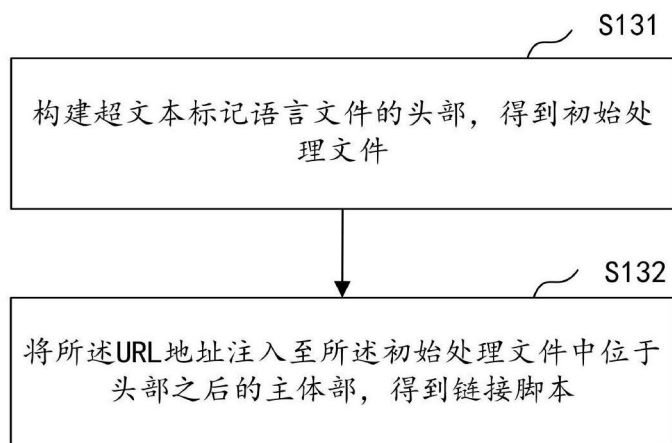 S131
构建超文本标记语言文件的头部，得到初始处
理文件
S132
将所述URL地址注入至所述初始处理文件中位于
头部之后的主体部，得到链接脚本